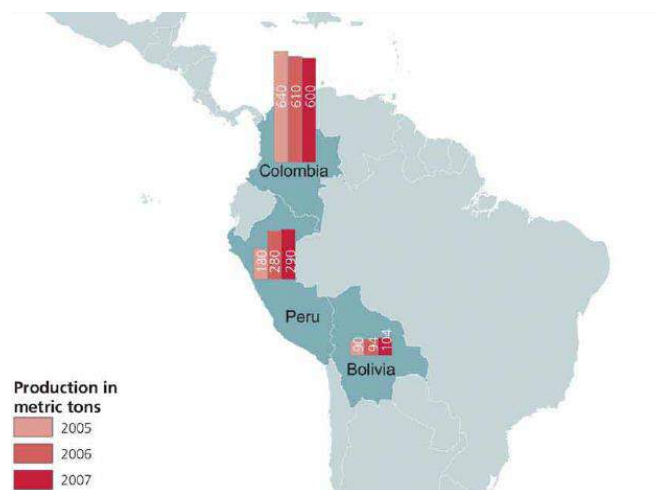 640
610
600
Colombia
180
280
290
Peru
90
94
104
Bolivia
Production in
metric tons
2005
2006
2007